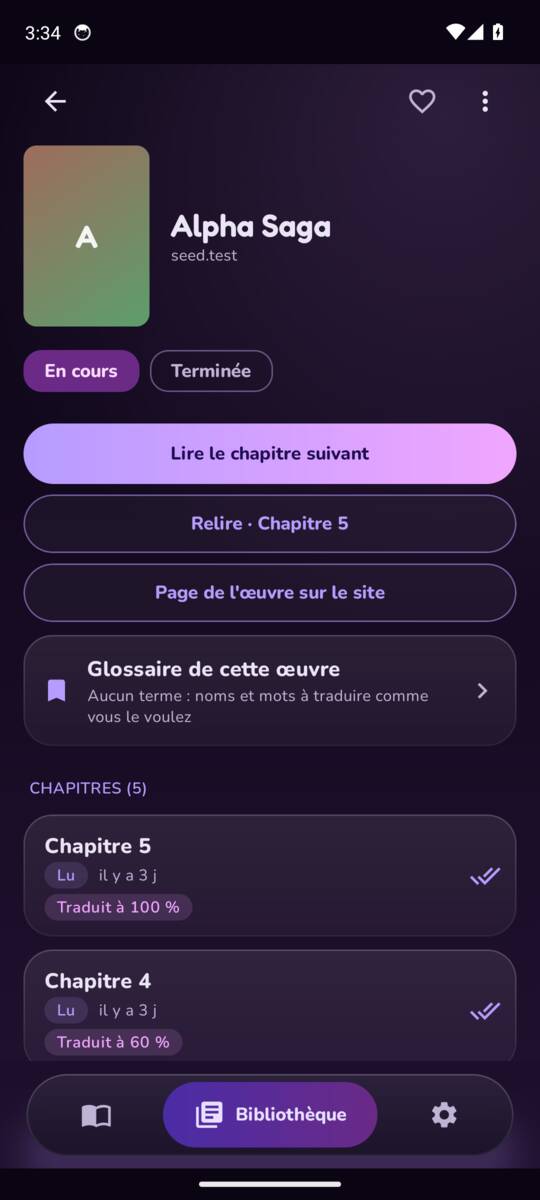 3:34
A
Alpha Saga
seed.test
En cours
Terminée
Lire le chapitre suivant
Relire · Chapitre 5
Page de l'œuvre sur le site
Glossaire de cette œuvre
Aucun terme : noms et mots à traduire comme
vous le voulez
CHAPITRES (5)
Chapitre 5
Lu il y a 3 j
Traduit à 100 %
Chapitre 4
Lu il y a 3 j
Traduit à 60 %
Bibliothèque